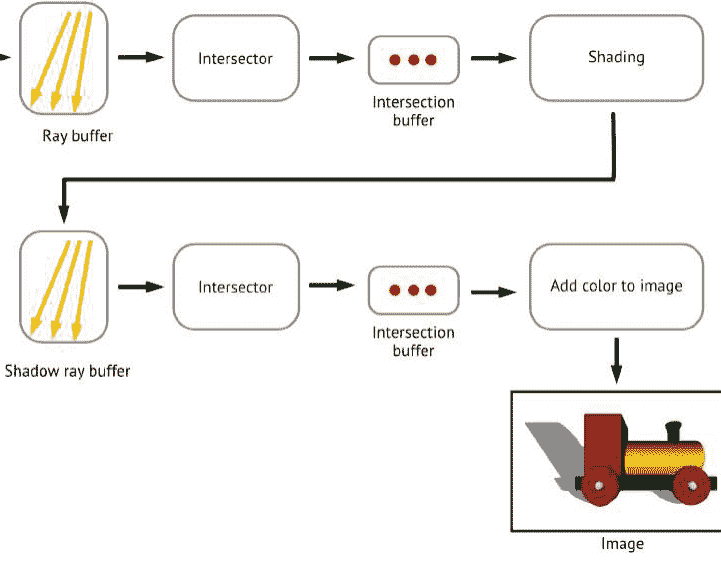 Intersector
Shading
Ray buffer
Intersection
buffer
Intersector
Add color to image
Shadow ray buffer
Intersection
buffer
Image